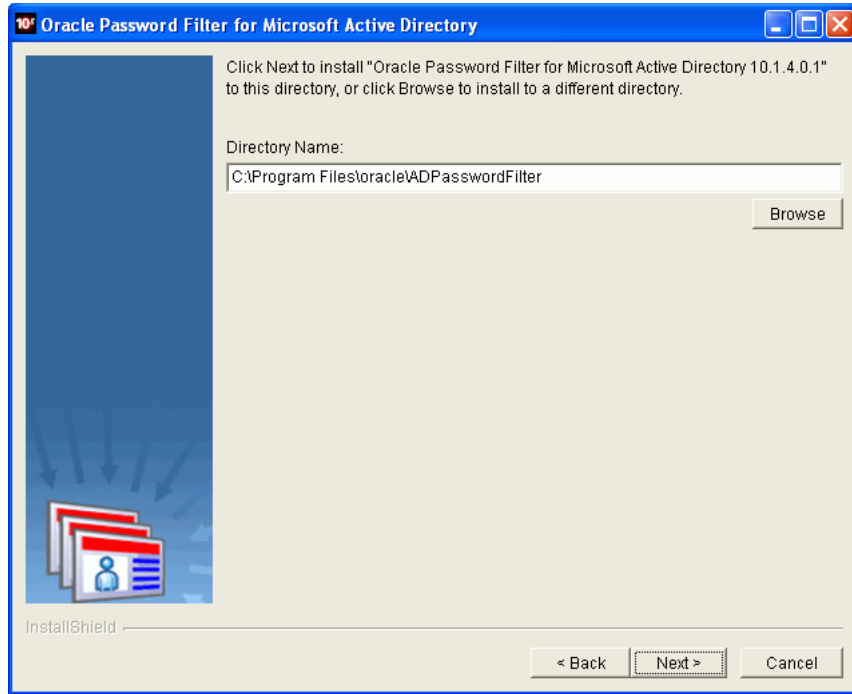 10g Oracle Password Filter for Microsoft Active Directory
Click Next to install "Oracle Password Filter for Microsoft Active Directory 10.1.4.0.1"
to this directory, or click Browse to install to a different directory.
Directory Name:
C:\Program Files\oracle\ADPasswordFilter
Browse
InstallShield
< Back
Next >
Cancel